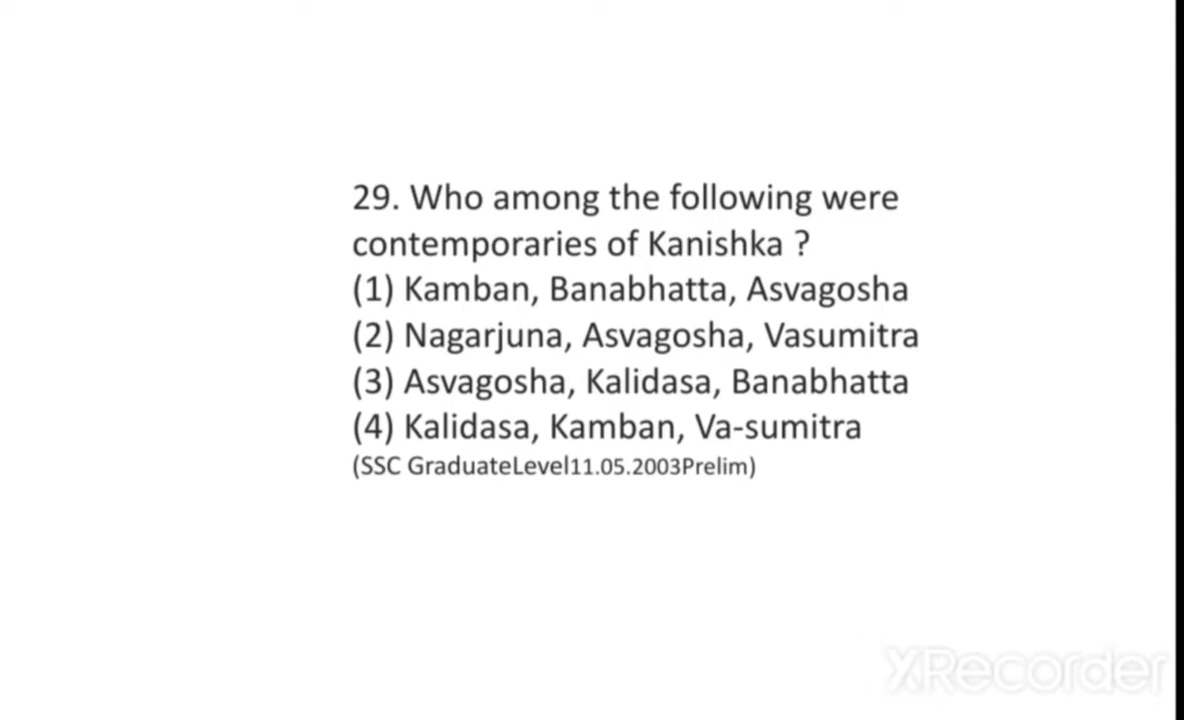 29. Who among the following were
contemporaries of Kanishka ?
(1) Kamban, Banabhatta, Asvagosha
(2) Nagarjuna, Asvagosha, Vasumitra
(3) Asvagosha, Kalidasa, Banabhatta
(4) Kalidasa, Kamban, Va-sumitra
(SSC GraduateLevel11.05.2003Prelim)
XRecorder